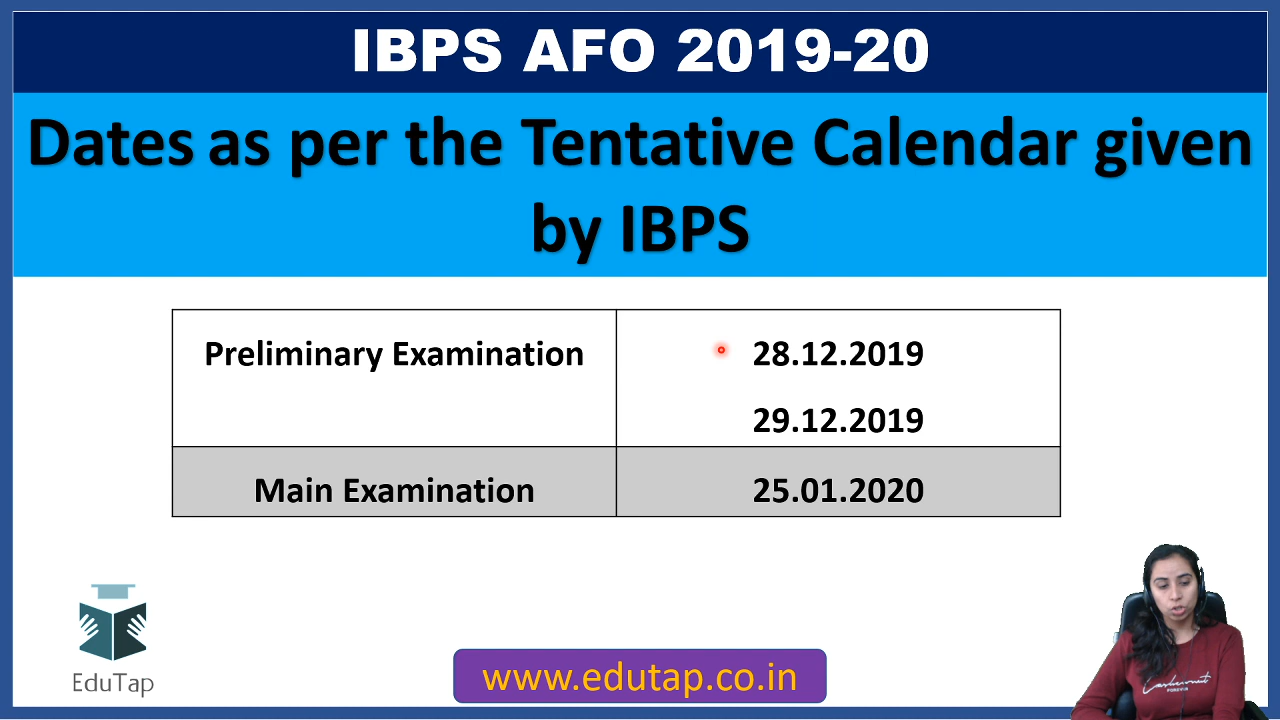 IBPS AFO 2019-20
Dates as per the Tentative Calendar given
by IBPS
Preliminary Examination
28.12.2019
29.12.2019
Main Examination
25.01.2020
EduTap
www.edutap.co.in
FOREVER